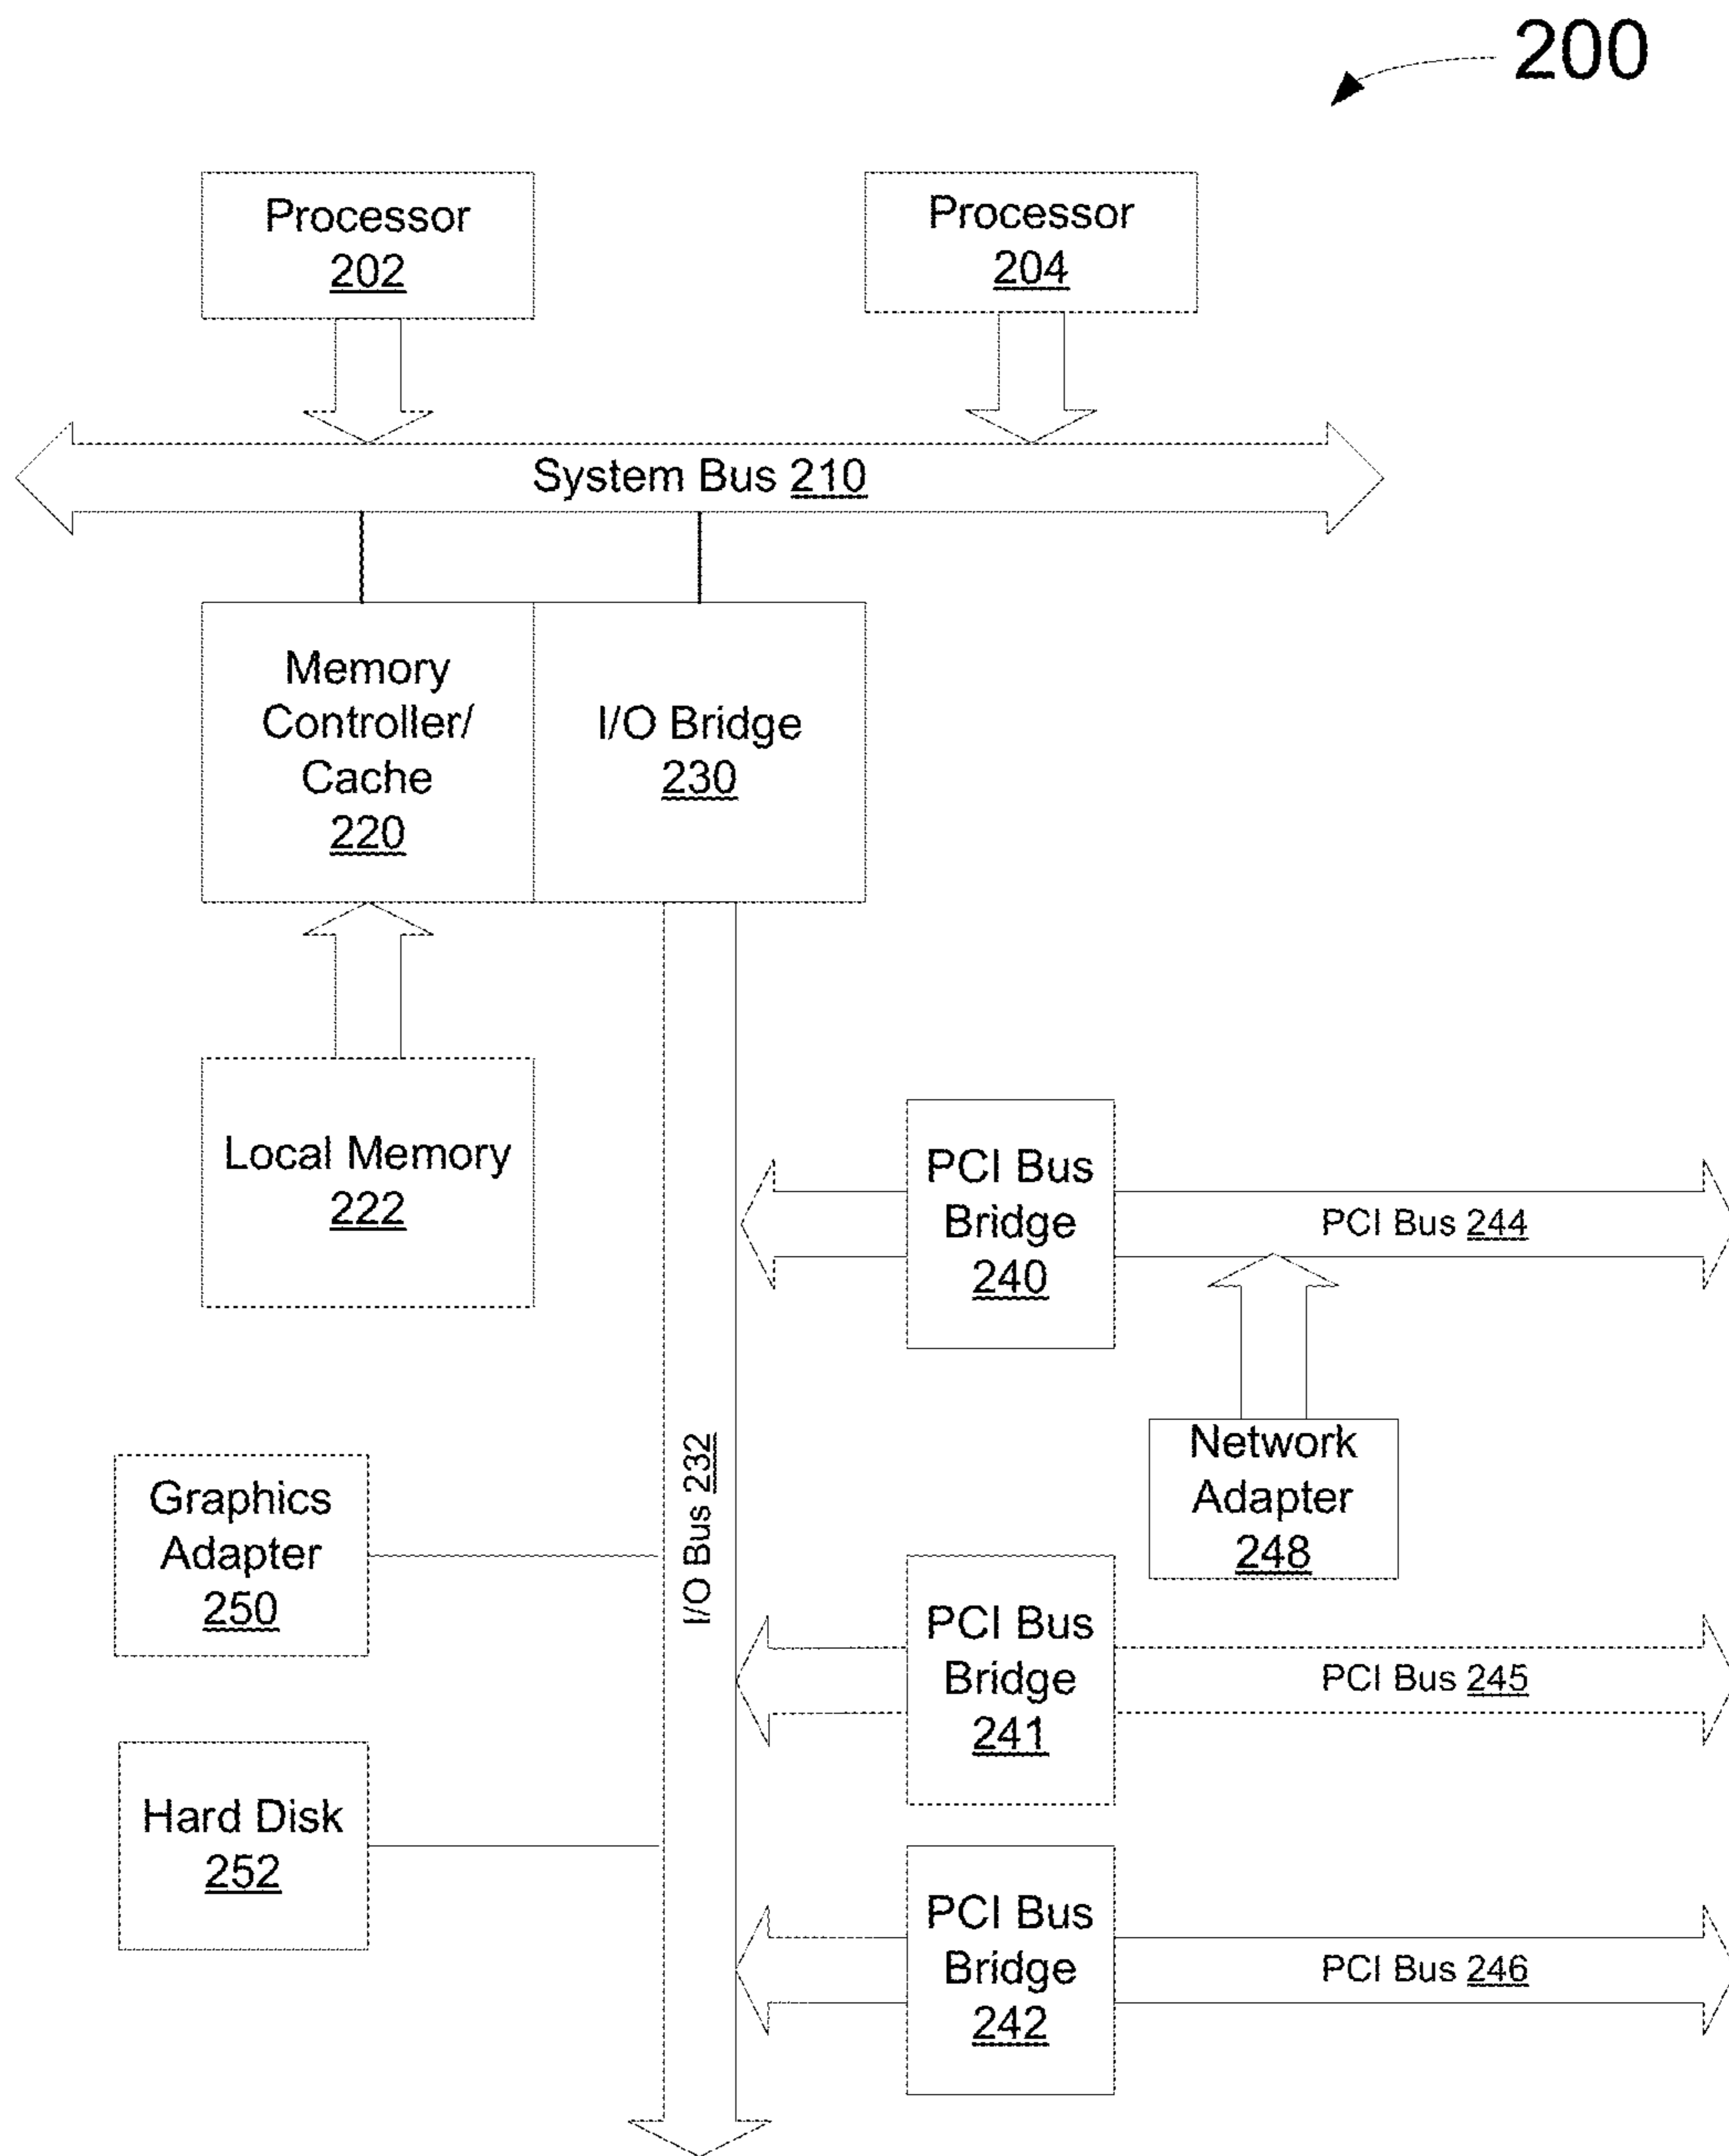 200
Processor
202
Processor
204
System Bus 210
Memory
Controller/
Cache
220
I/O Bridge
230
Local Memory
222
PCI Bus
Bridge
240
PCI Bus 244
Network
Adapter
248
Graphics
Adapter
250
I/O Bus 232
PCI Bus
Bridge
241
PCI Bus 245
Hard Disk
252
PCI Bus
Bridge
242
PCI Bus 246